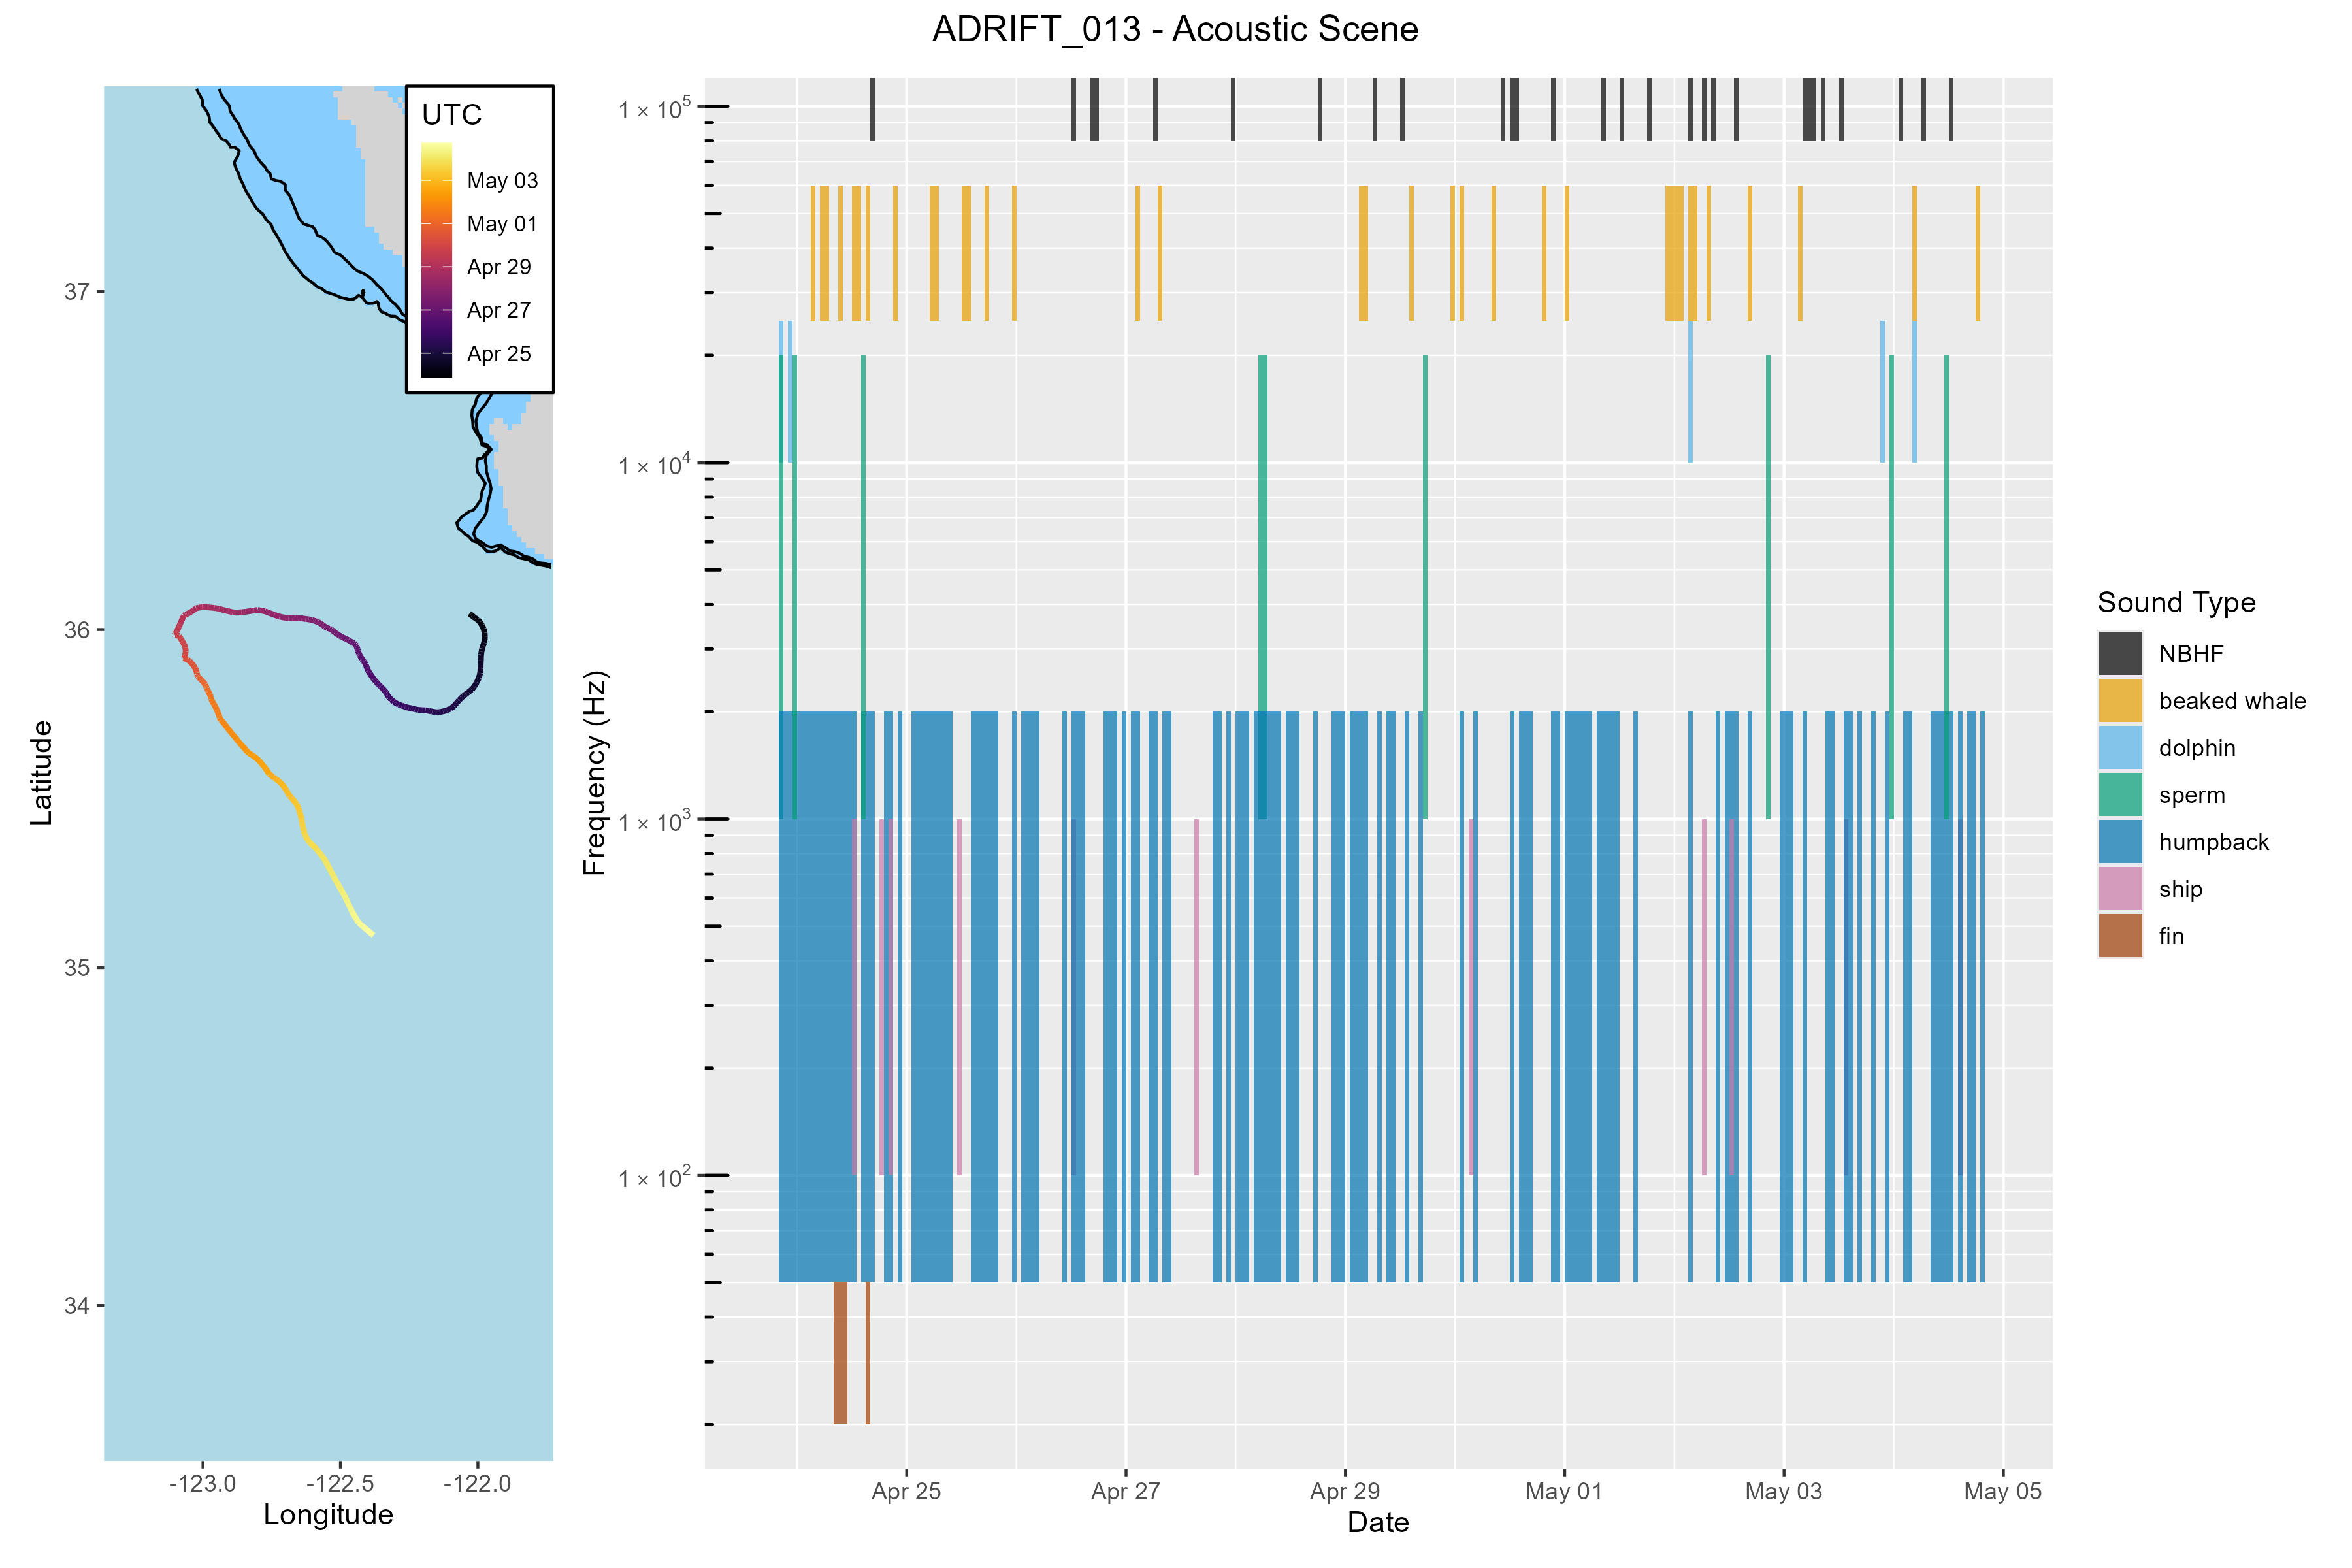 ADRIFT_013 - Acoustic Scene
UTC
May 03
May 01
Apr 29
Apr 27
Apr 25
37
36
35
34
Latitude
-123.0
-122.5
-122.0
Longitude
1 × 10⁵
1 × 10⁴
1 × 10³
1 × 10²
Frequency (Hz)
Apr 25
Apr 27
Apr 29
May 01
May 03
May 05
Date
Sound Type
NBHF
beaked whale
dolphin
sperm
humpback
ship
fin